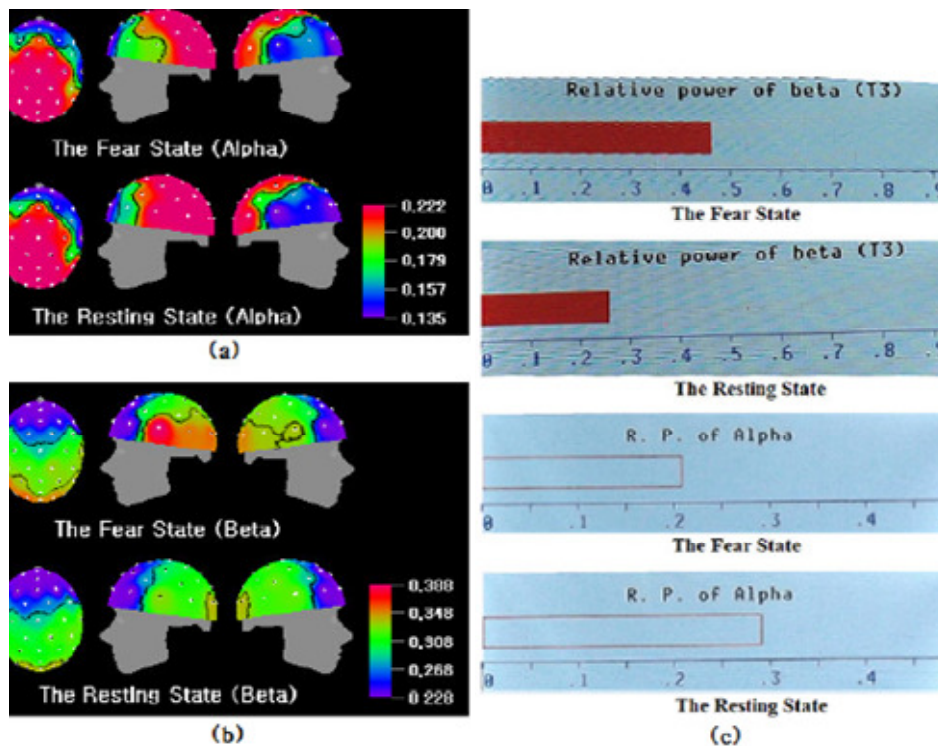 The Fear State (Alpha)
0.222
0.200
0.179
0.157
0.135
The Resting State (Alpha)
(a)
The Fear State (Beta)
0.388
0.348
0.308
0.268
0.228
The Resting State (Beta)
(b)
Relative power of beta (T3)
0 .1 .2 .3 .4 .5 .6 .7 .8 .9
The Fear State
Relative power of beta (T3)
0 .1 .2 .3 .4 .5 .6 .7 .8 .9
The Resting State
R. P. of Alpha
0 .1 .2 .3 .4
The Fear State
R. P. of Alpha
0 .1 .2 .3 .4
The Resting State
(c)